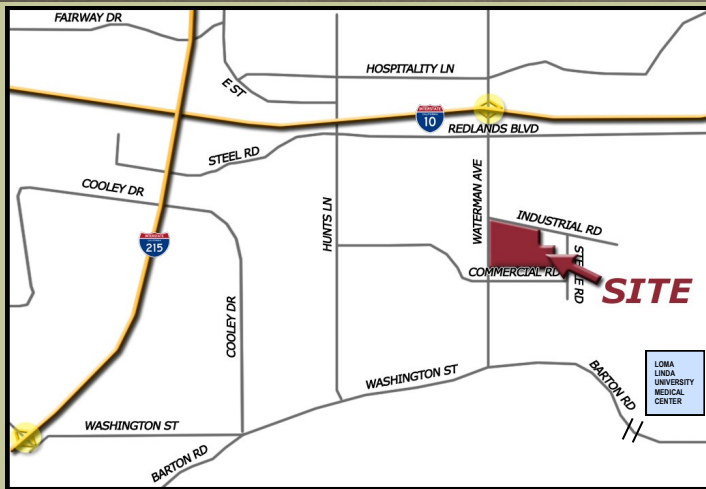 FAIRWAY DR
E ST
HOSPITALITY LN
INTERSTATE
CALIFORNIA
10
REDLANDS BLVD
STEEL RD
COOLEY DR
HUNTS LN
WATERMAN AVE
INDUSTRIAL RD
INTERSTATE
CALIFORNIA
215
COOLEY DR
COMMERCIAL RD
SITE
WASHINGTON ST
BARTON RD
LOMA
LINDA
UNIVERSITY
MEDICAL
CENTER
WASHINGTON ST
BARTON RD